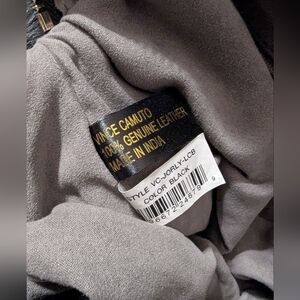 VINCE CAMUTO
100% GENUINE LEATHER
MADE IN INDIA
STYLE VC-JORLY-LCB
COLOR BLACK